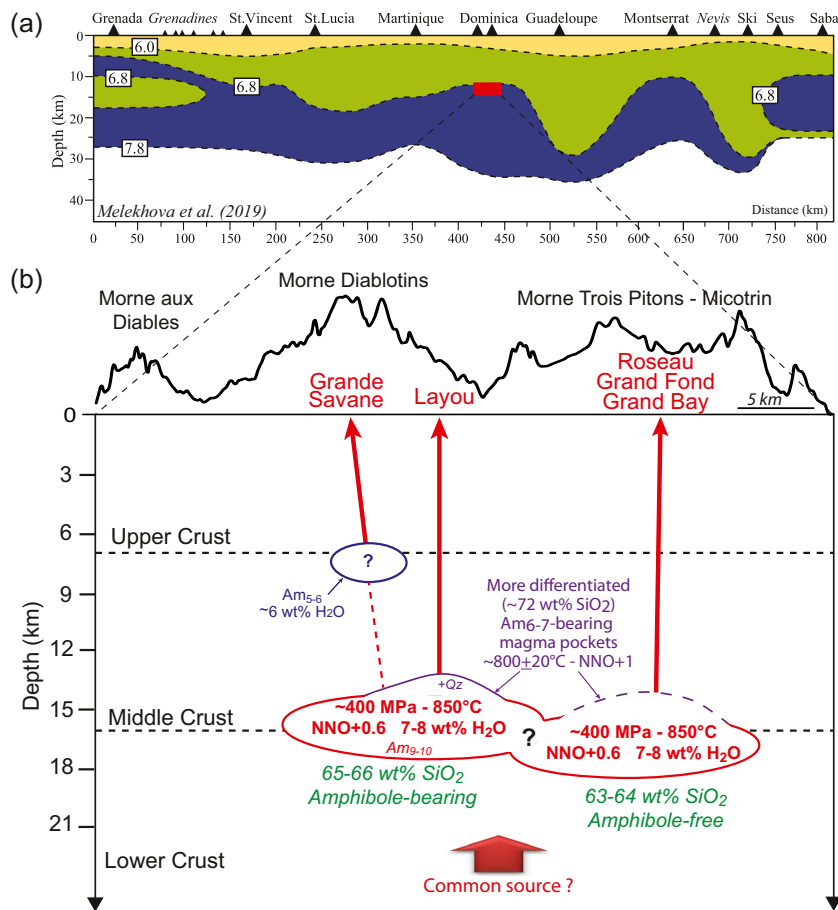 (a)
Grenada Grenadines St.Vincent St.Lucia Martinique Dominica Guadeloupe Montserrat Nevis Ski Seus Saba
0
10
20
30
40
Depth (km)
6.0
6.8
6.8
6.8
7.8
Melekhova et al. (2019)
Distance (km)
0 50 100 150 200 250 300 350 400 450 500 550 600 650 700 750 800
(b)
Morne aux
Diables
Morne Diablotins
Morne Trois Pitons - Micotrin
Grande
Savane
Layou
Roseau
Grand Fond
Grand Bay
5 km
0
3
6
9
12
15
18
21
Depth (km)
Upper Crust
?
Am5-6
~6 wt% H2O
More differentiated
(~72 wt% SiO2)
Am6-7-bearing
magma pockets
~800±20°C - NNO+1
+Qz
Middle Crust
~400 MPa - 850°C
NNO+0.6 7-8 wt% H2O
Am9-10
?
~400 MPa - 850°C
NNO+0.6 7-8 wt% H2O
65-66 wt% SiO2
Amphibole-bearing
63-64 wt% SiO2
Amphibole-free
Lower Crust
Common source ?